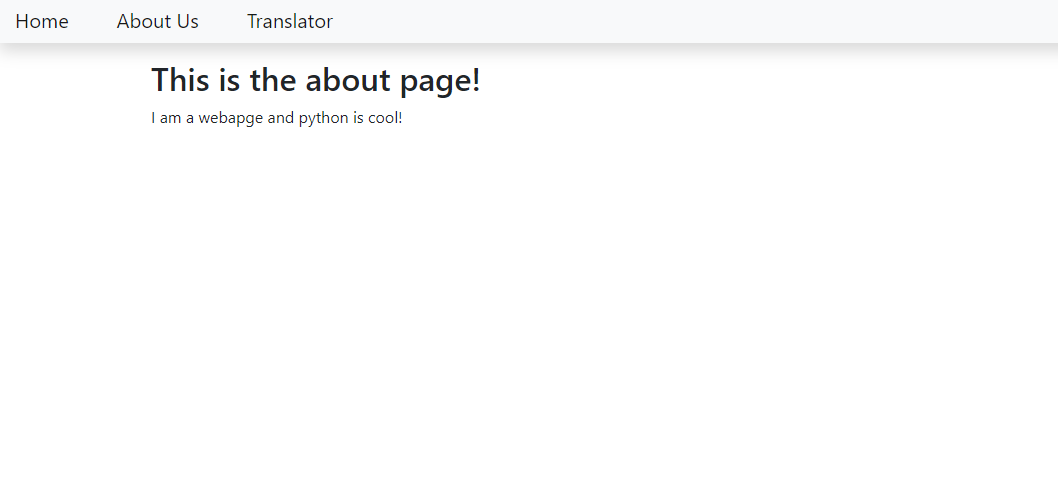 Home About Us Translator
This is the about page!
I am a webapge and python is cool!